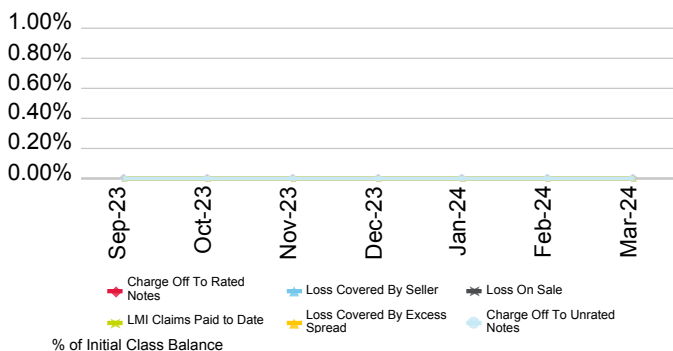 1.00%
0.80%
0.60%
0.40%
0.20%
0.00%
Sep-23
Oct-23
Nov-23
Dec-23
Jan-24
Feb-24
Mar-24
Charge Off To Rated
Notes
Loss Covered By Seller
Loss On Sale
LMI Claims Paid to Date
Loss Covered By Excess
Spread
Charge Off To Unrated
Notes
% of Initial Class Balance